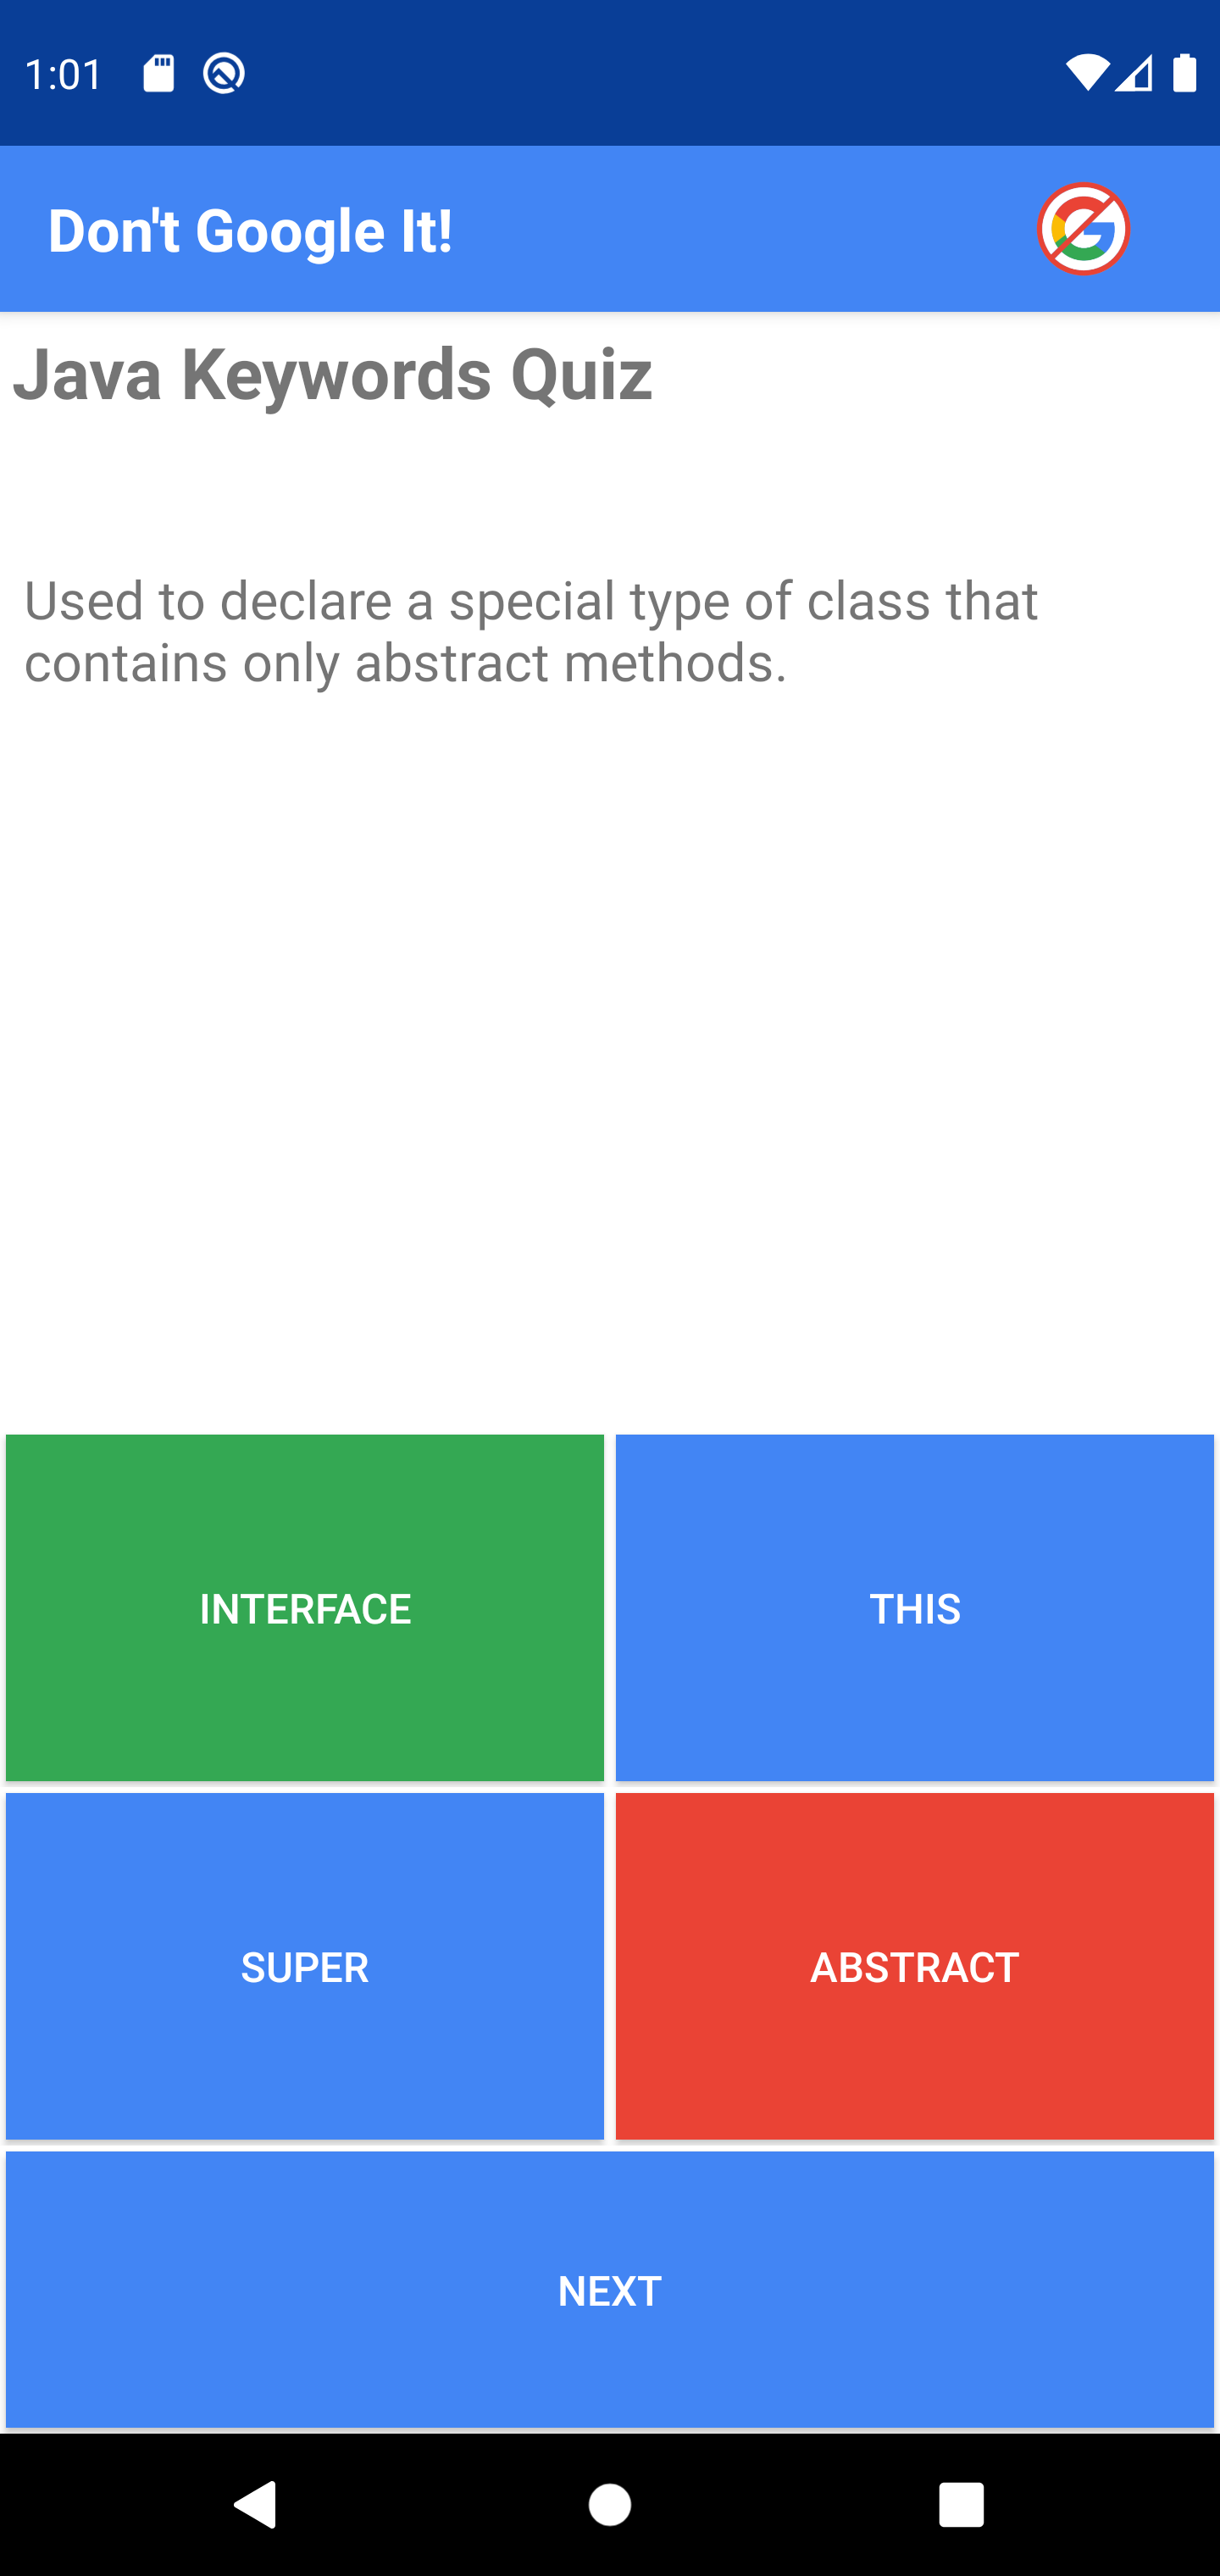 1:01
Don't Google It!
Java Keywords Quiz
Used to declare a special type of class that
contains only abstract methods.
INTERFACE
THIS
SUPER
ABSTRACT
NEXT